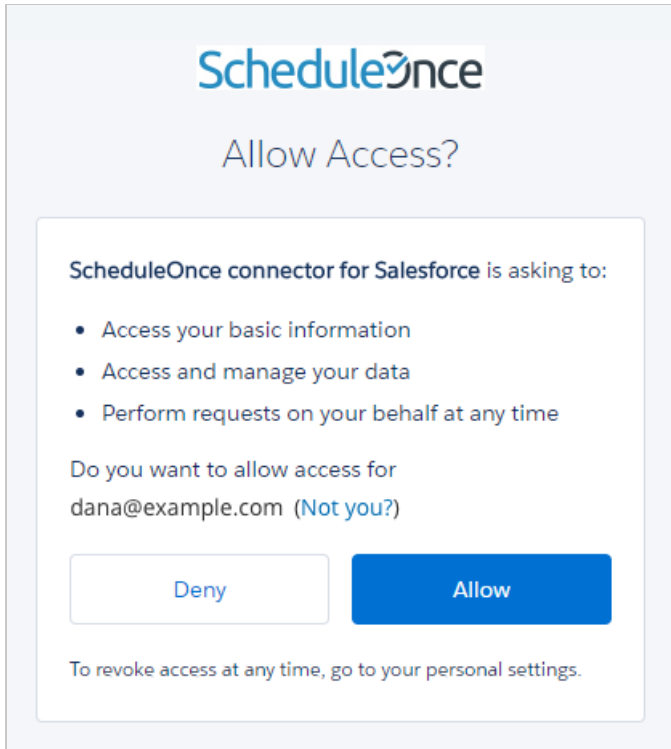 ScheduleOnce
Allow Access?
ScheduleOnce connector for Salesforce is asking to:
• Access your basic information
• Access and manage your data
• Perform requests on your behalf at any time
Do you want to allow access for
dana@example.com (Not you?)
Deny
Allow
To revoke access at any time, go to your personal settings.